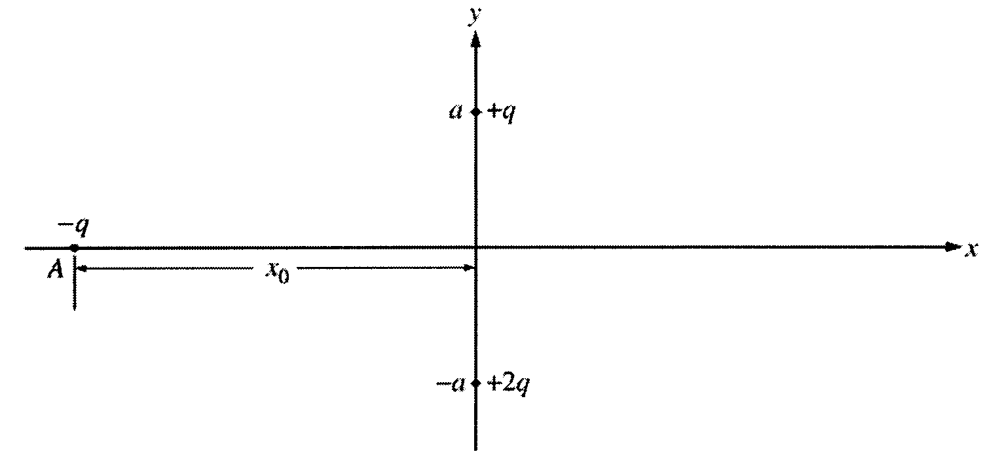 y
a +q
−q
x
A x₀
−a +2q